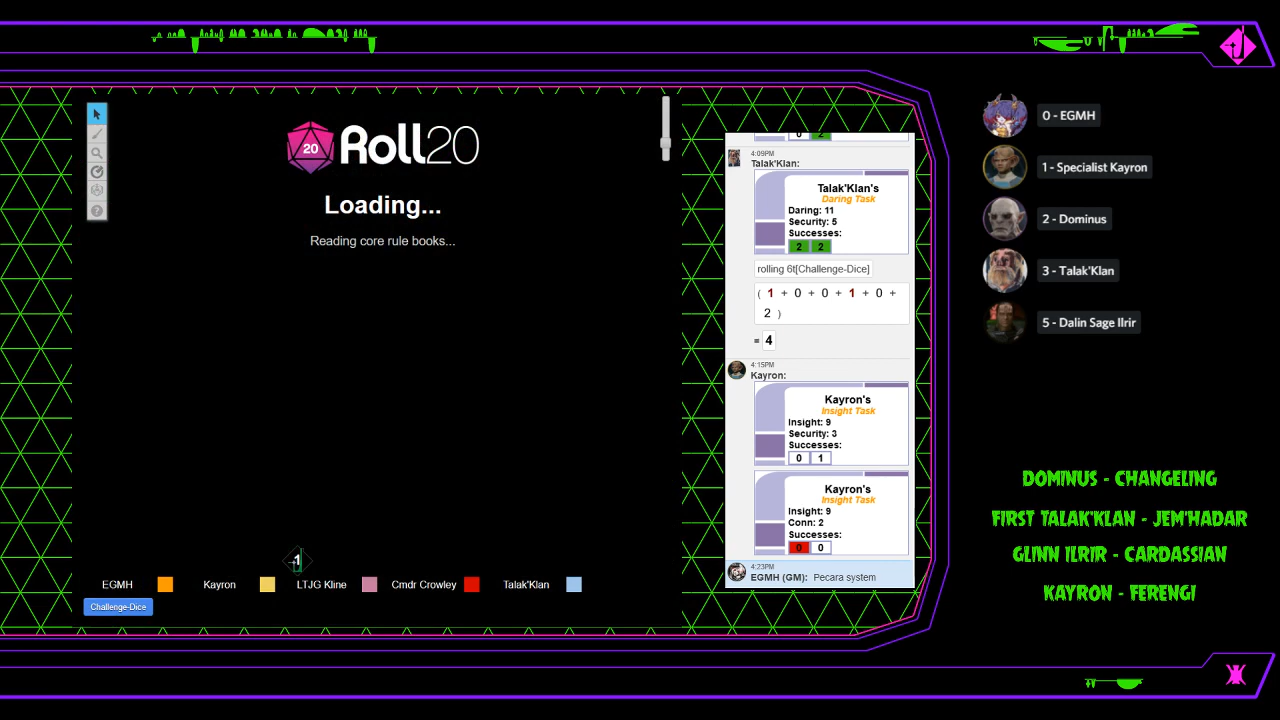 20 Roll20
Loading...
Reading core rule books...
1
EGMH
Kayron
LTJG Kline
Cmdr Crowley
Talak'Klan
Challenge-Dice
0 2
4:09PM
Talak'Klan:
Talak'Klan's
Daring Task
Daring: 11
Security: 5
Successes:
2 2
rolling 6t[Challenge-Dice]
( 1 + 0 + 0 + 1 + 0 +
2 )
= 4
4:15PM
Kayron:
Kayron's
Insight Task
Insight: 9
Security: 3
Successes:
0 1
Kayron's
Insight Task
Insight: 9
Conn: 2
Successes:
0 0
4:23PM
EGMH (GM): Pecara system
0 - EGMH
1 - Specialist Kayron
2 - Dominus
3 - Talak'Klan
5 - Dalin Sage Ilrir
DOMINUS - CHANGELING
FIRST TALAK'KLAN - JEM'HADAR
GLINN ILRIR - CARDASSIAN
KAYRON - FERENGI